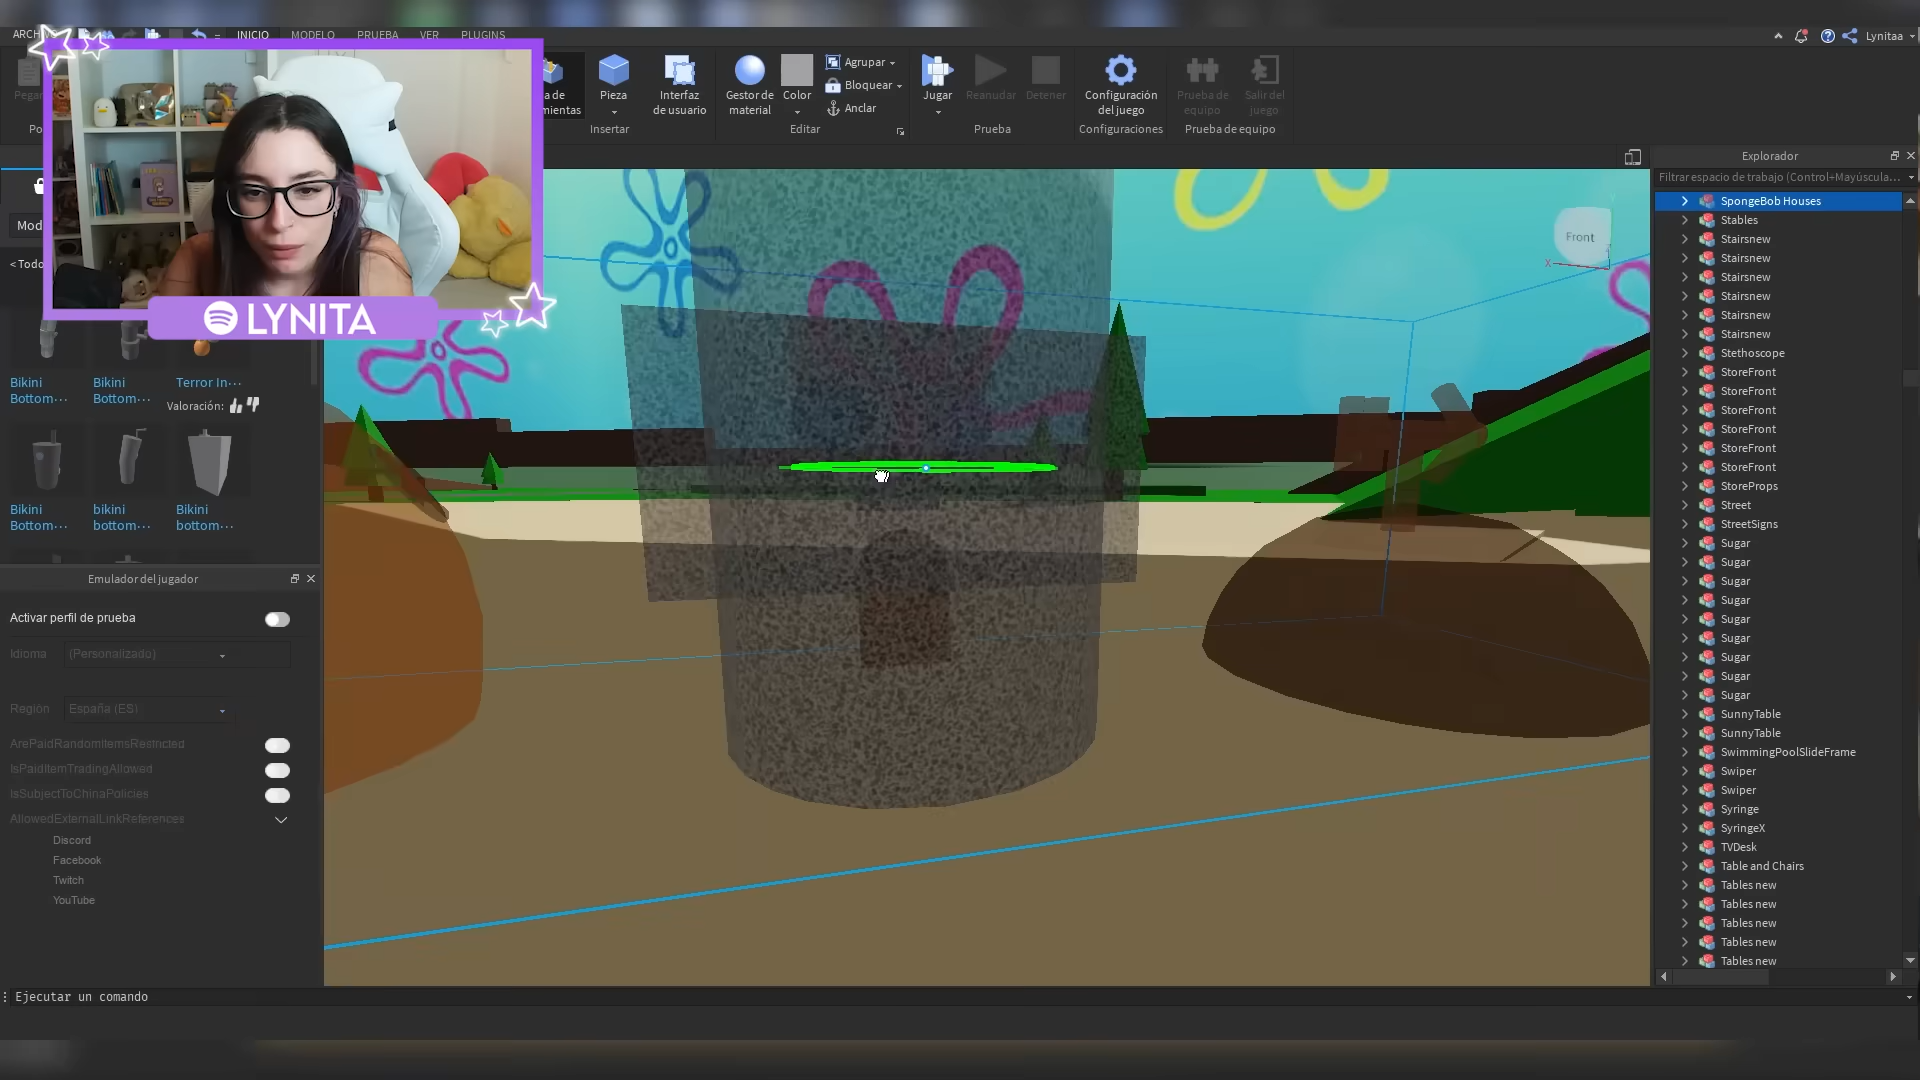 INICIO MODELO PRUEBA VER PLUGINS
Lynitaa
Pieza
Interfaz
de usuario
Insertar
Gestor de
material
Color
Agrupar
Bloquear
Anclar
Editar
Jugar
Reanudar
Detener
Prueba
Configuración
del juego
Configuraciones
Prueba de
equipo
Salir del
juego
Prueba de equipo
LYNITA
< Todo
Bikini
Bottom...
Bikini
Bottom...
Terror In...
Valoración:
Bikini
Bottom...
bikini
bottom...
Bikini
bottom...
Emulador del jugador
Activar perfil de prueba
Idioma
(Personalizado)
Región
España (ES)
ArePaidRandomItemsRestricted
IsPaidItemTradingAllowed
IsSubjectToChinaPolicies
AllowedExternalLinkReferences
Discord
Facebook
Twitch
YouTube
Ejecutar un comando
Front
X
Explorador
Filtrar espacio de trabajo (Control+Mayúscula...
SpongeBob Houses
Stables
Stairsnew
Stairsnew
Stairsnew
Stairsnew
Stairsnew
Stairsnew
Stethoscope
StoreFront
StoreFront
StoreFront
StoreFront
StoreFront
StoreFront
StoreProps
Street
StreetSigns
Sugar
Sugar
Sugar
Sugar
Sugar
Sugar
Sugar
Sugar
Sugar
SunnyTable
SunnyTable
SwimmingPoolSlideFrame
Swiper
Swiper
Syringe
SyringeX
TVDesk
Table and Chairs
Tables new
Tables new
Tables new
Tables new
Tables new